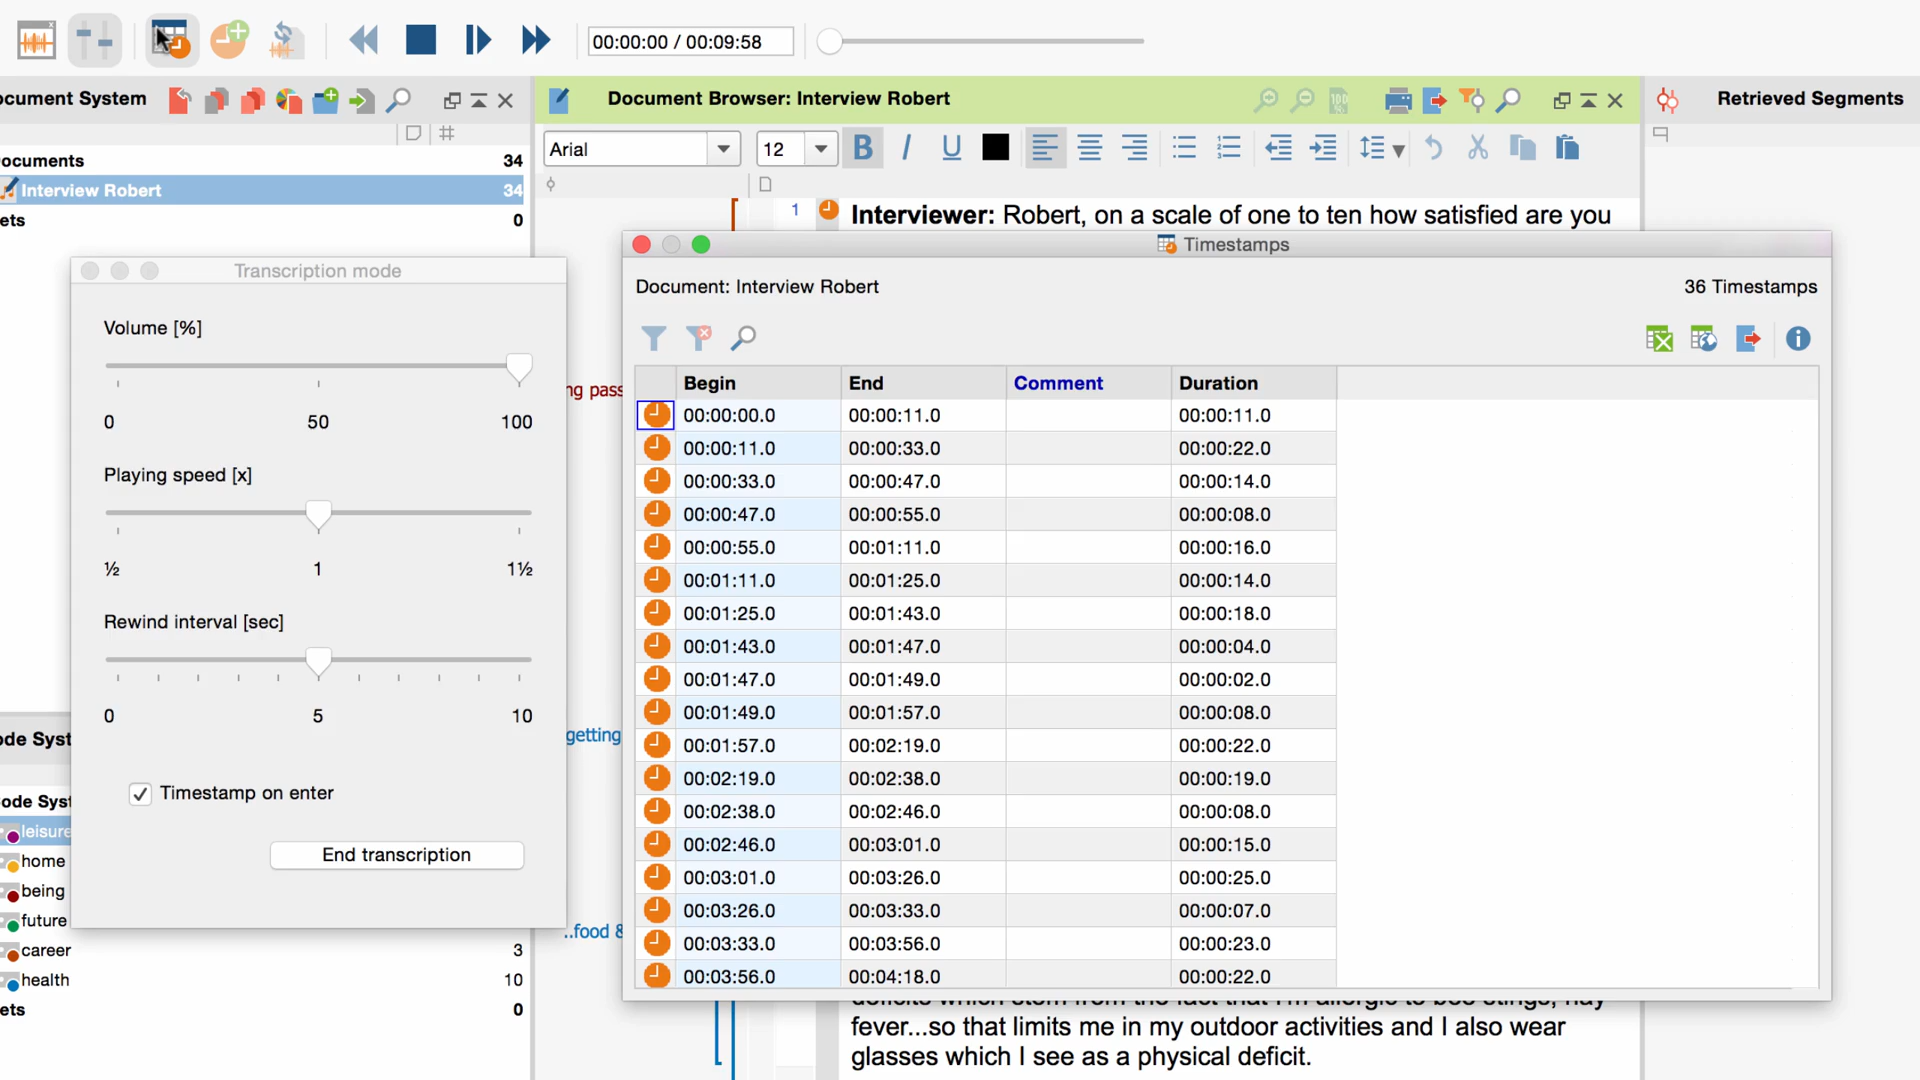 00:00:00 / 00:09:58
ocument System
ocuments 34
Interview Robert 34
ets 0
Document Browser: Interview Robert
Arial 12 B I U
1 Interviewer: Robert, on a scale of one to ten how satisfied are you
Retrieved Segments
Transcription mode
Volume [%]
0 50 100
Playing speed [x]
½ 1 1½
Rewind interval [sec]
0 5 10
Timestamp on enter
End transcription
ode Syst
ode Syst
leisure
home
being
future
career 3
health 10
ets 0
ng pass
getting
..food &
Timestamps
Document: Interview Robert 36 Timestamps
Begin End Comment Duration
00:00:00.0 00:00:11.0 00:00:11.0
00:00:11.0 00:00:33.0 00:00:22.0
00:00:33.0 00:00:47.0 00:00:14.0
00:00:47.0 00:00:55.0 00:00:08.0
00:00:55.0 00:01:11.0 00:00:16.0
00:01:11.0 00:01:25.0 00:00:14.0
00:01:25.0 00:01:43.0 00:00:18.0
00:01:43.0 00:01:47.0 00:00:04.0
00:01:47.0 00:01:49.0 00:00:02.0
00:01:49.0 00:01:57.0 00:00:08.0
00:01:57.0 00:02:19.0 00:00:22.0
00:02:19.0 00:02:38.0 00:00:19.0
00:02:38.0 00:02:46.0 00:00:08.0
00:02:46.0 00:03:01.0 00:00:15.0
00:03:01.0 00:03:26.0 00:00:25.0
00:03:26.0 00:03:33.0 00:00:07.0
00:03:33.0 00:03:56.0 00:00:23.0
00:03:56.0 00:04:18.0 00:00:22.0
deficits which stem from the fact that I'm allergic to bee stings, hay
fever...so that limits me in my outdoor activities and I also wear
glasses which I see as a physical deficit.